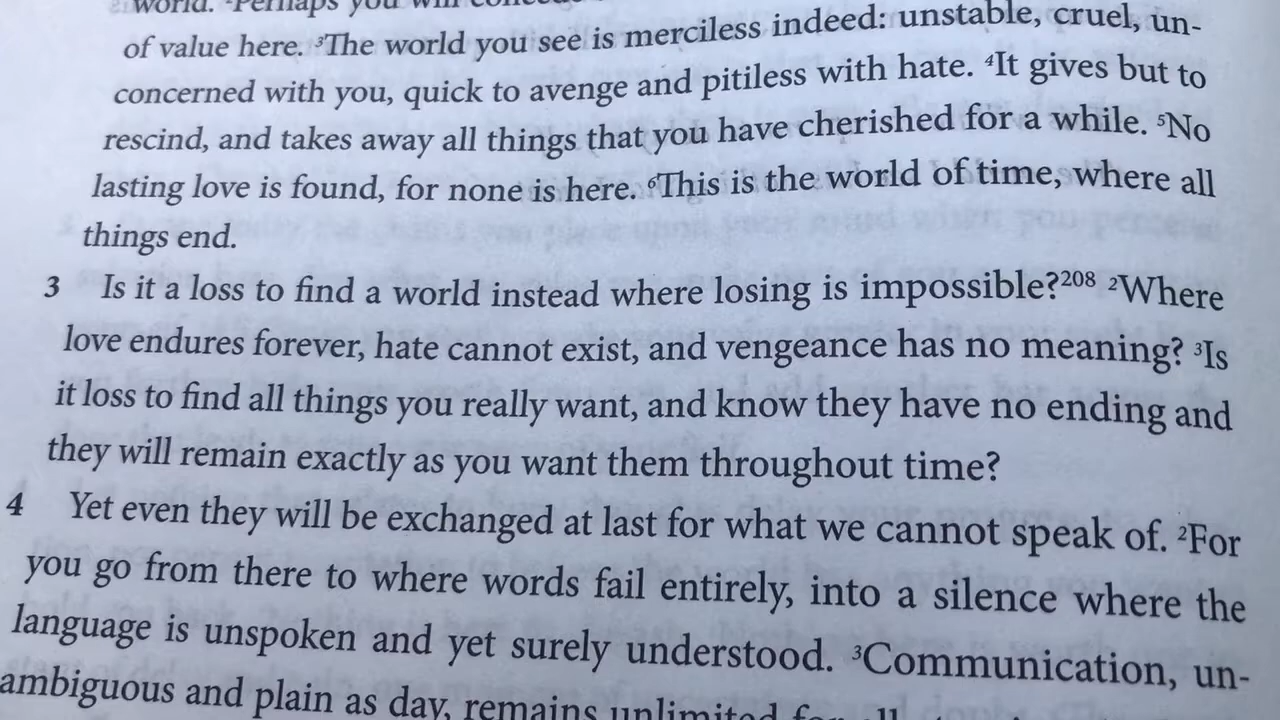 world. ²Perhaps you will
of value here. ³The world you see is merciless indeed: unstable, cruel, un-
concerned with you, quick to avenge and pitiless with hate. ⁴It gives but to
rescind, and takes away all things that you have cherished for a while. ⁵No
lasting love is found, for none is here. ⁶This is the world of time, where all
things end.
3 Is it a loss to find a world instead where losing is impossible?²⁰⁸ ²Where
love endures forever, hate cannot exist, and vengeance has no meaning? ³Is
it loss to find all things you really want, and know they have no ending and
they will remain exactly as you want them throughout time?
4 Yet even they will be exchanged at last for what we cannot speak of. ²For
you go from there to where words fail entirely, into a silence where the
language is unspoken and yet surely understood. ³Communication, un-
ambiguous and plain as day, remains unlimited for all